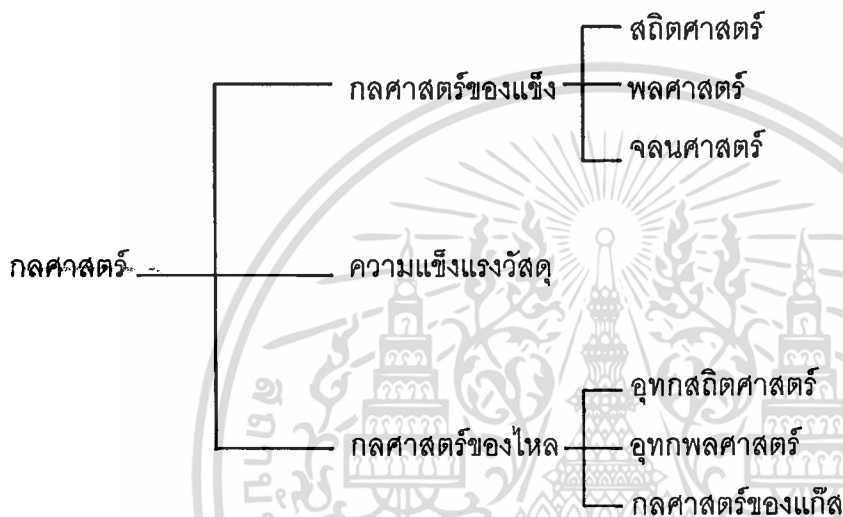 สถิตศาสตร์
กลศาสตร์ของแข็ง
พลศาสตร์
จลนศาสตร์
กลศาสตร์
ความแข็งแรงวัสดุ
อุทกสถิตศาสตร์
กลศาสตร์ของไหล
อุทกพลศาสตร์
กลศาสตร์ของแก๊ส